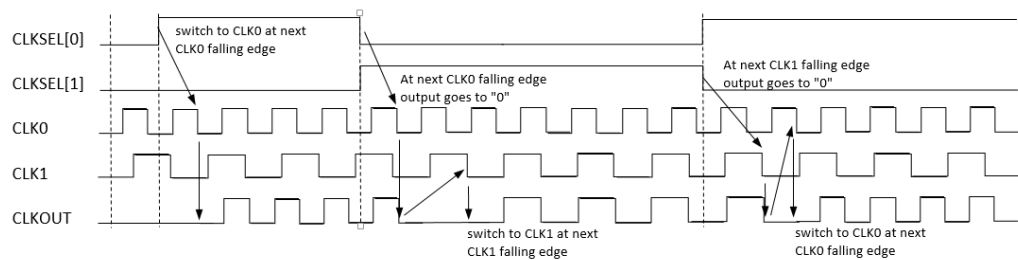 CLKSEL[0]
switch to CLK0 at next
CLK0 falling edge
CLKSEL[1]
At next CLK0 falling edge
output goes to "0"
At next CLK1 falling edge
output goes to "0"
CLK0
CLK1
CLKOUT
switch to CLK1 at next
CLK1 falling edge
switch to CLK0 at next
CLK0 falling edge